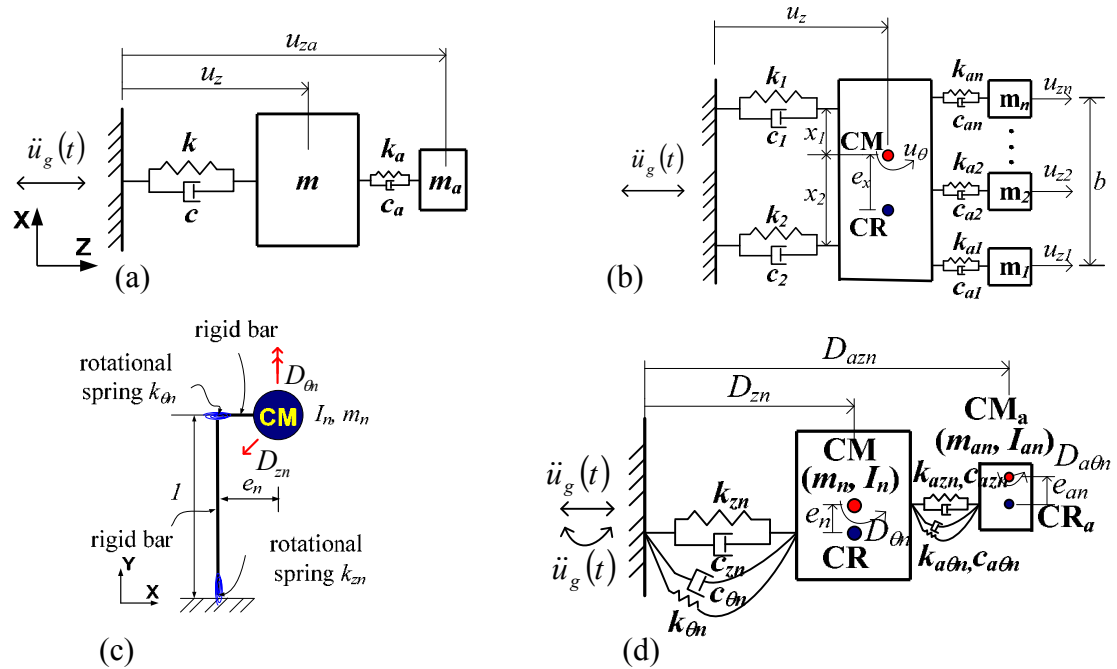 u_za
u_z
ü_g(t)
k
c
m
k_a
c_a
m_a
X
Z
(a)
(b)
u_z
k_1
c_1
x_1
CM
u_θ
ü_g(t)
e_x
x_2
CR
k_2
c_2
k_an
c_an
m_n
u_zn
k_a2
c_a2
m_2
u_z2
b
k_a1
c_a1
m_1
u_z1
rigid bar
rotational
spring k_θn
D_θn
CM
I_n, m_n
D_zn
e_n
1
rigid bar
rotational
spring k_zn
Y
X
(c)
D_azn
D_zn
CM_a
(m_an, I_an)
CM
(m_n, I_n)
D_aθn
k_azn,c_azn
e_an
ü_g(t)
k_zn
e_n
D_θn
CR_a
ü_g(t)
c_zn
CR
k_aθn,c_aθn
c_θn
k_θn
(d)